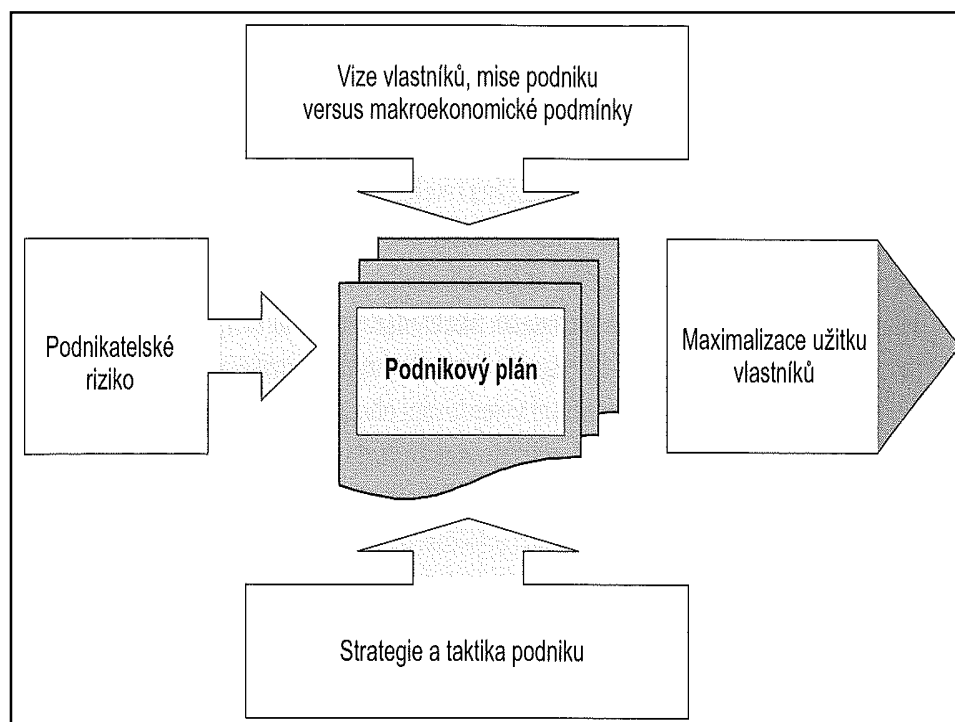 Vize vlastníků, mise podniku
versus makroekonomické podmínky
Podnikatelské
riziko
Podnikový plán
Maximalizace užitku
vlastníků
Strategie a taktika podniku